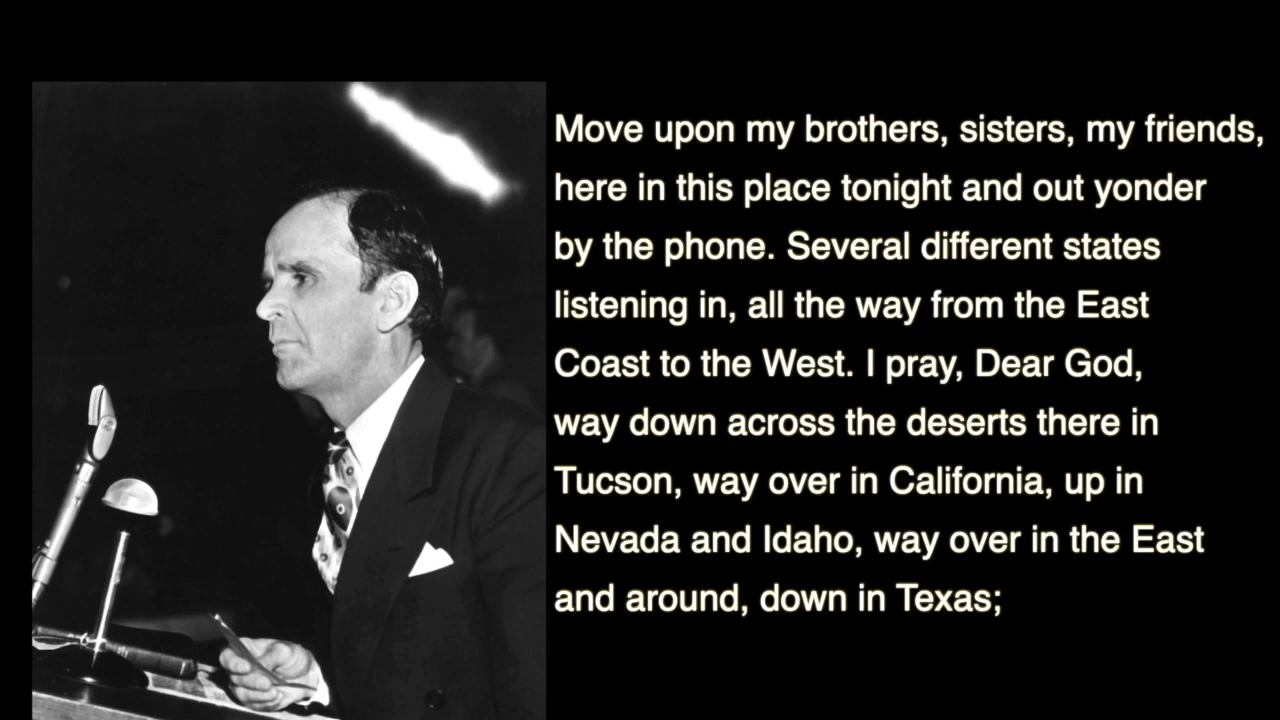 Move upon my brothers, sisters, my friends,
here in this place tonight and out yonder
by the phone. Several different states
listening in, all the way from the East
Coast to the West. I pray, Dear God,
way down across the deserts there in
Tucson, way over in California, up in
Nevada and Idaho, way over in the East
and around, down in Texas;